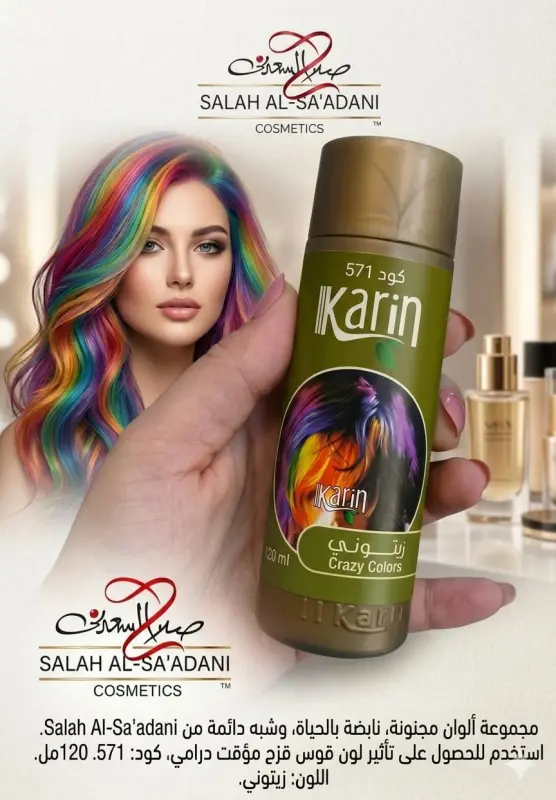 صلاح السعدني
SALAH AL-SA'ADANI
COSMETICS
TM
كود 571
Karin
Karin
زيتـــوني
Crazy Colors
120 ml
Karin
صلاح السعدني
SALAH AL-SA'ADANI
COSMETICS
TM
مجموعة ألوان مجنونة، نابضة بالحياة، وشبه دائمة من Salah Al-Sa'adani.
استخدم للحصول على تأثير لون قوس قزح مؤقت درامي، كود: 571. 120مل.
اللون: زيتوني.